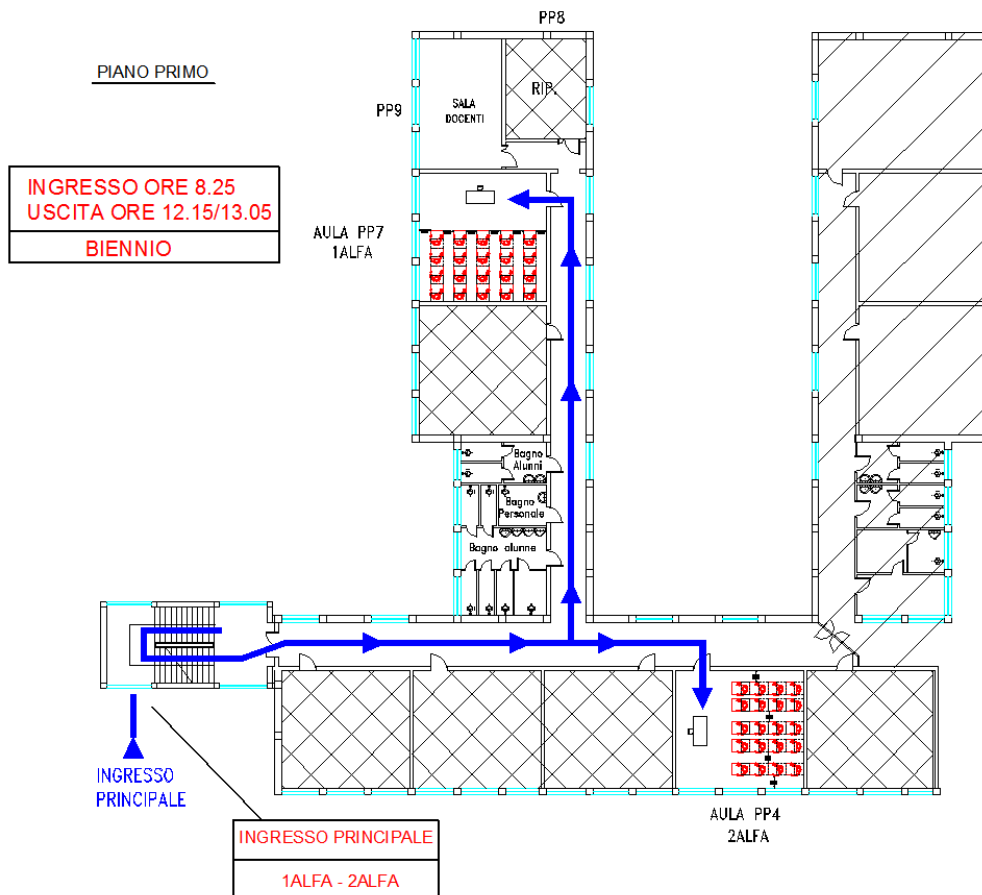 PP8
PIANO PRIMO
RIP.
SALA
DOCENTI
PP9
INGRESSO ORE 8.25
USCITA ORE 12.15/13.05
BIENNIO
AULA PP7
1ALFA
Bagno
Alunni
Bagno
Personale
Bagno alunne
INGRESSO
PRINCIPALE
AULA PP4
2ALFA
INGRESSO PRINCIPALE
1ALFA - 2ALFA